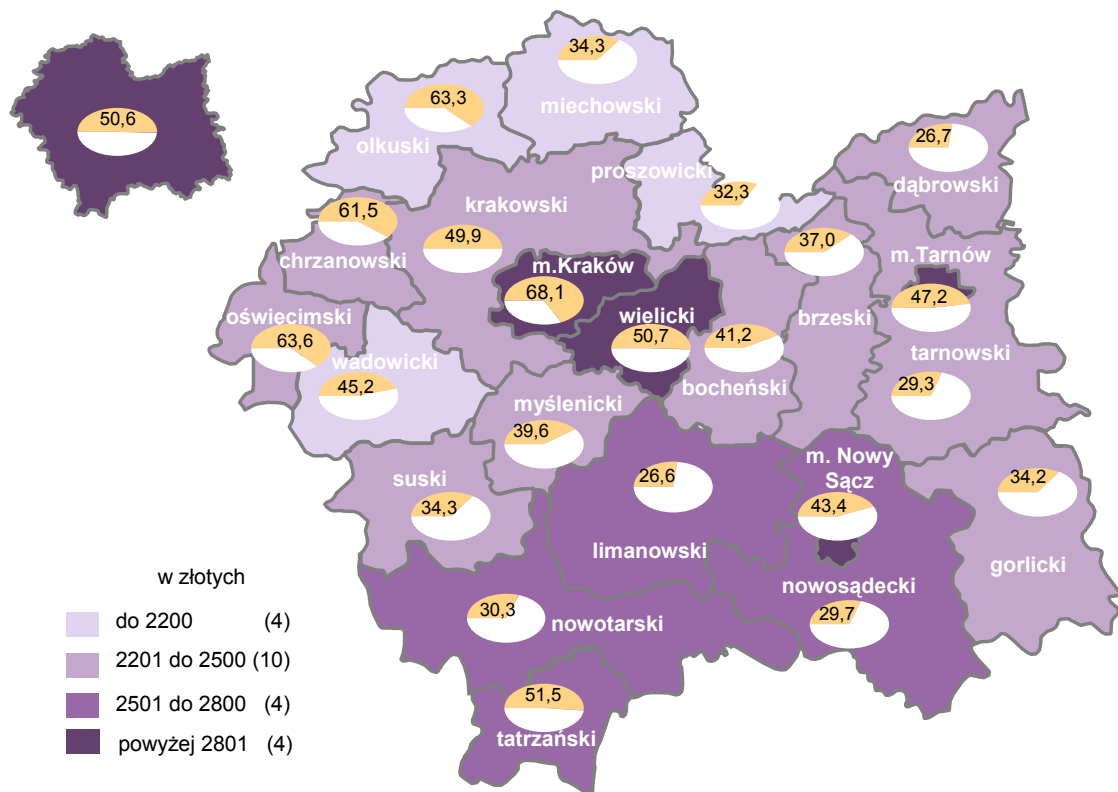 50,6
34,3
miechowski
63,3
olkuski
proszowicki
32,3
26,7
dąbrowski
krakowski
49,9
61,5
chrzanowski
37,0
brzeski
m.Tarnów
47,2
m.Kraków
68,1
wielicki
50,7
41,2
bocheński
oświecimski
63,6
wadowicki
45,2
tarnowski
29,3
myślenicki
39,6
suski
34,3
26,6
limanowski
m. Nowy
Sącz
43,4
34,2
gorlicki
nowosądecki
29,7
30,3
nowotarski
51,5
tatrzański
w złotych
do 2200 (4)
2201 do 2500 (10)
2501 do 2800 (4)
powyżej 2801 (4)